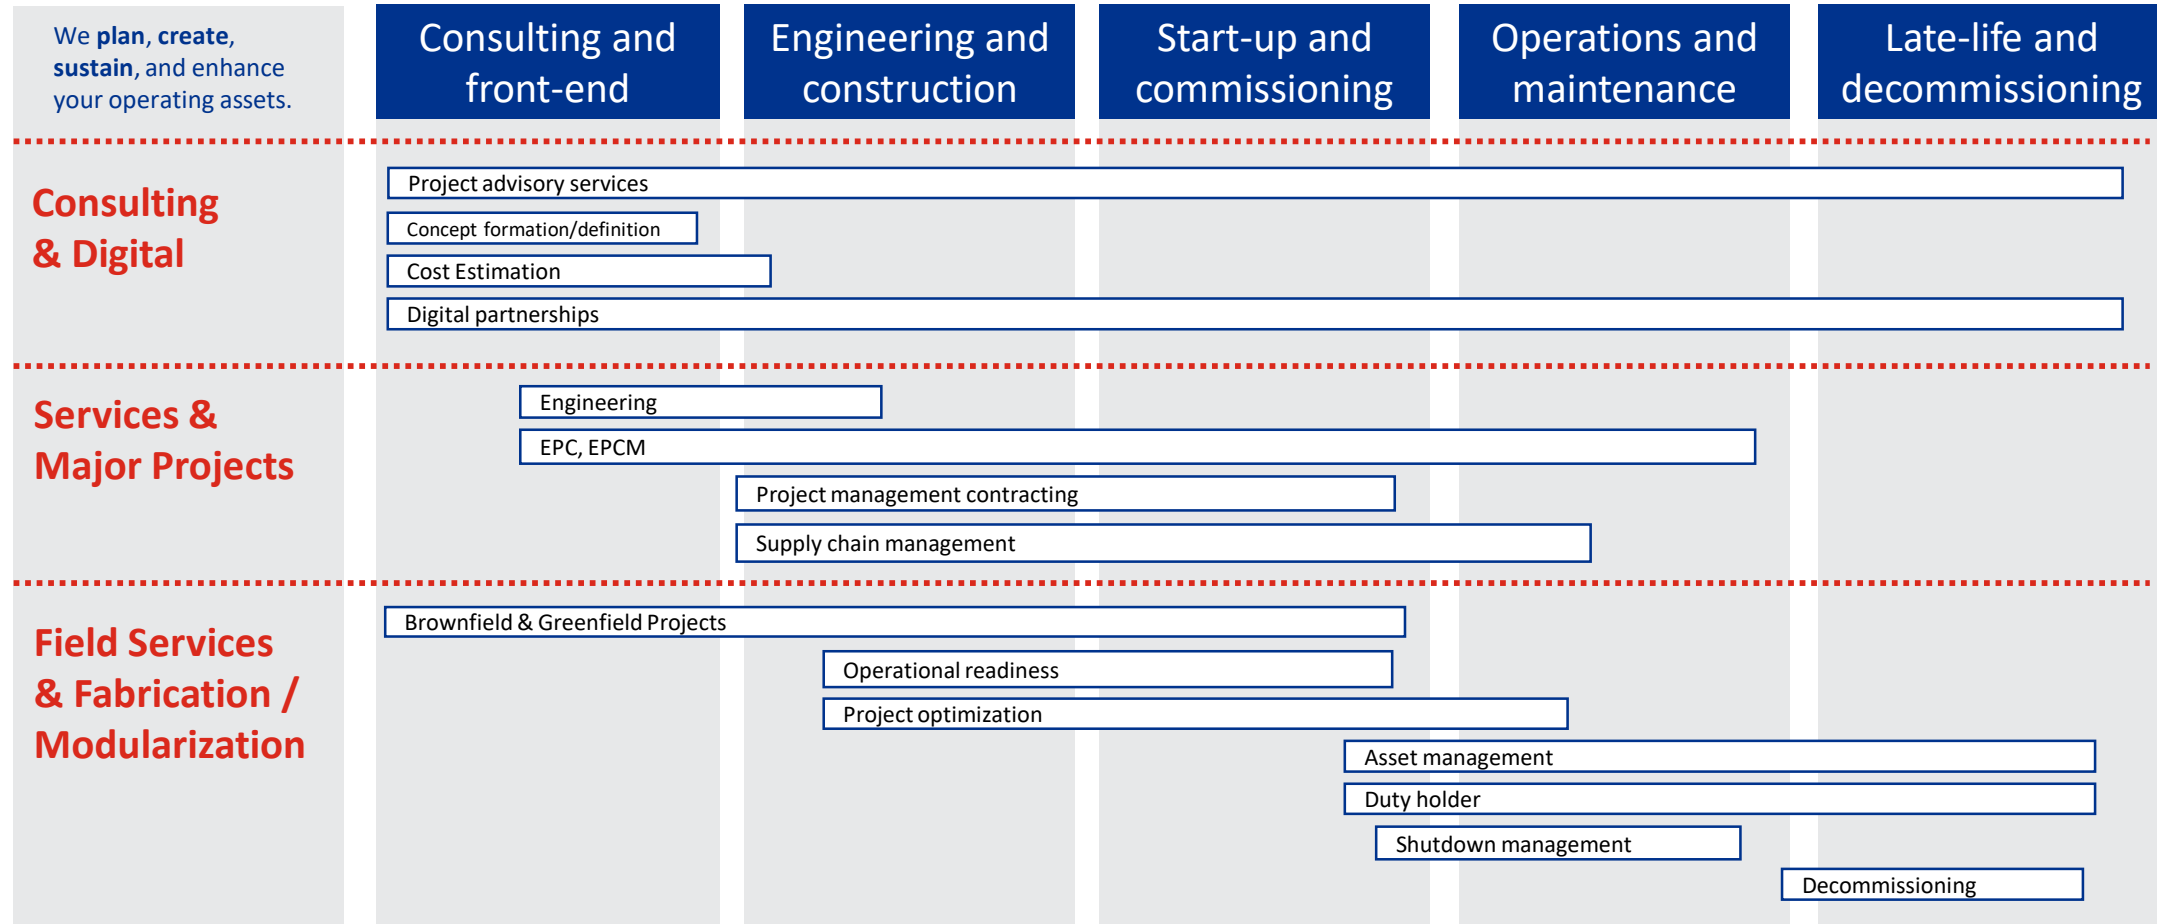 We plan, create,
sustain, and enhance
your operating assets.
Consulting and
front-end
Engineering and
construction
Start-up and
commissioning
Operations and
maintenance
Late-life and
decommissioning
Consulting
& Digital
Project advisory services
Concept formation/definition
Cost Estimation
Digital partnerships
Services &
Major Projects
Engineering
EPC, EPCM
Project management contracting
Supply chain management
Field Services
& Fabrication /
Modularization
Brownfield & Greenfield Projects
Operational readiness
Project optimization
Asset management
Duty holder
Shutdown management
Decommissioning